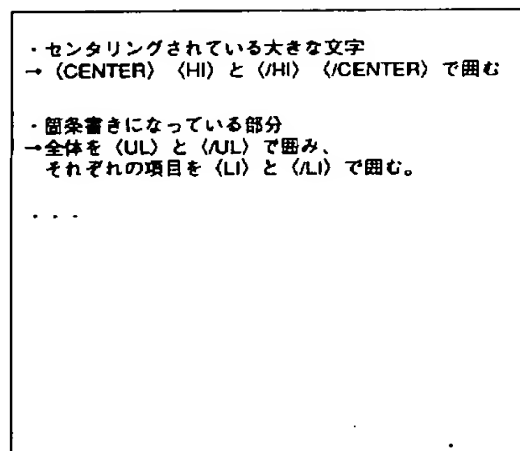 ・センタリングされている大きな文字
→〈CENTER〉〈HI〉と〈/HI〉〈/CENTER〉で囲む
・箇条書きになっている部分
→全体を〈UL〉と〈/UL〉で囲み、
それぞれの項目を〈LI〉と〈/LI〉で囲む。
・・・